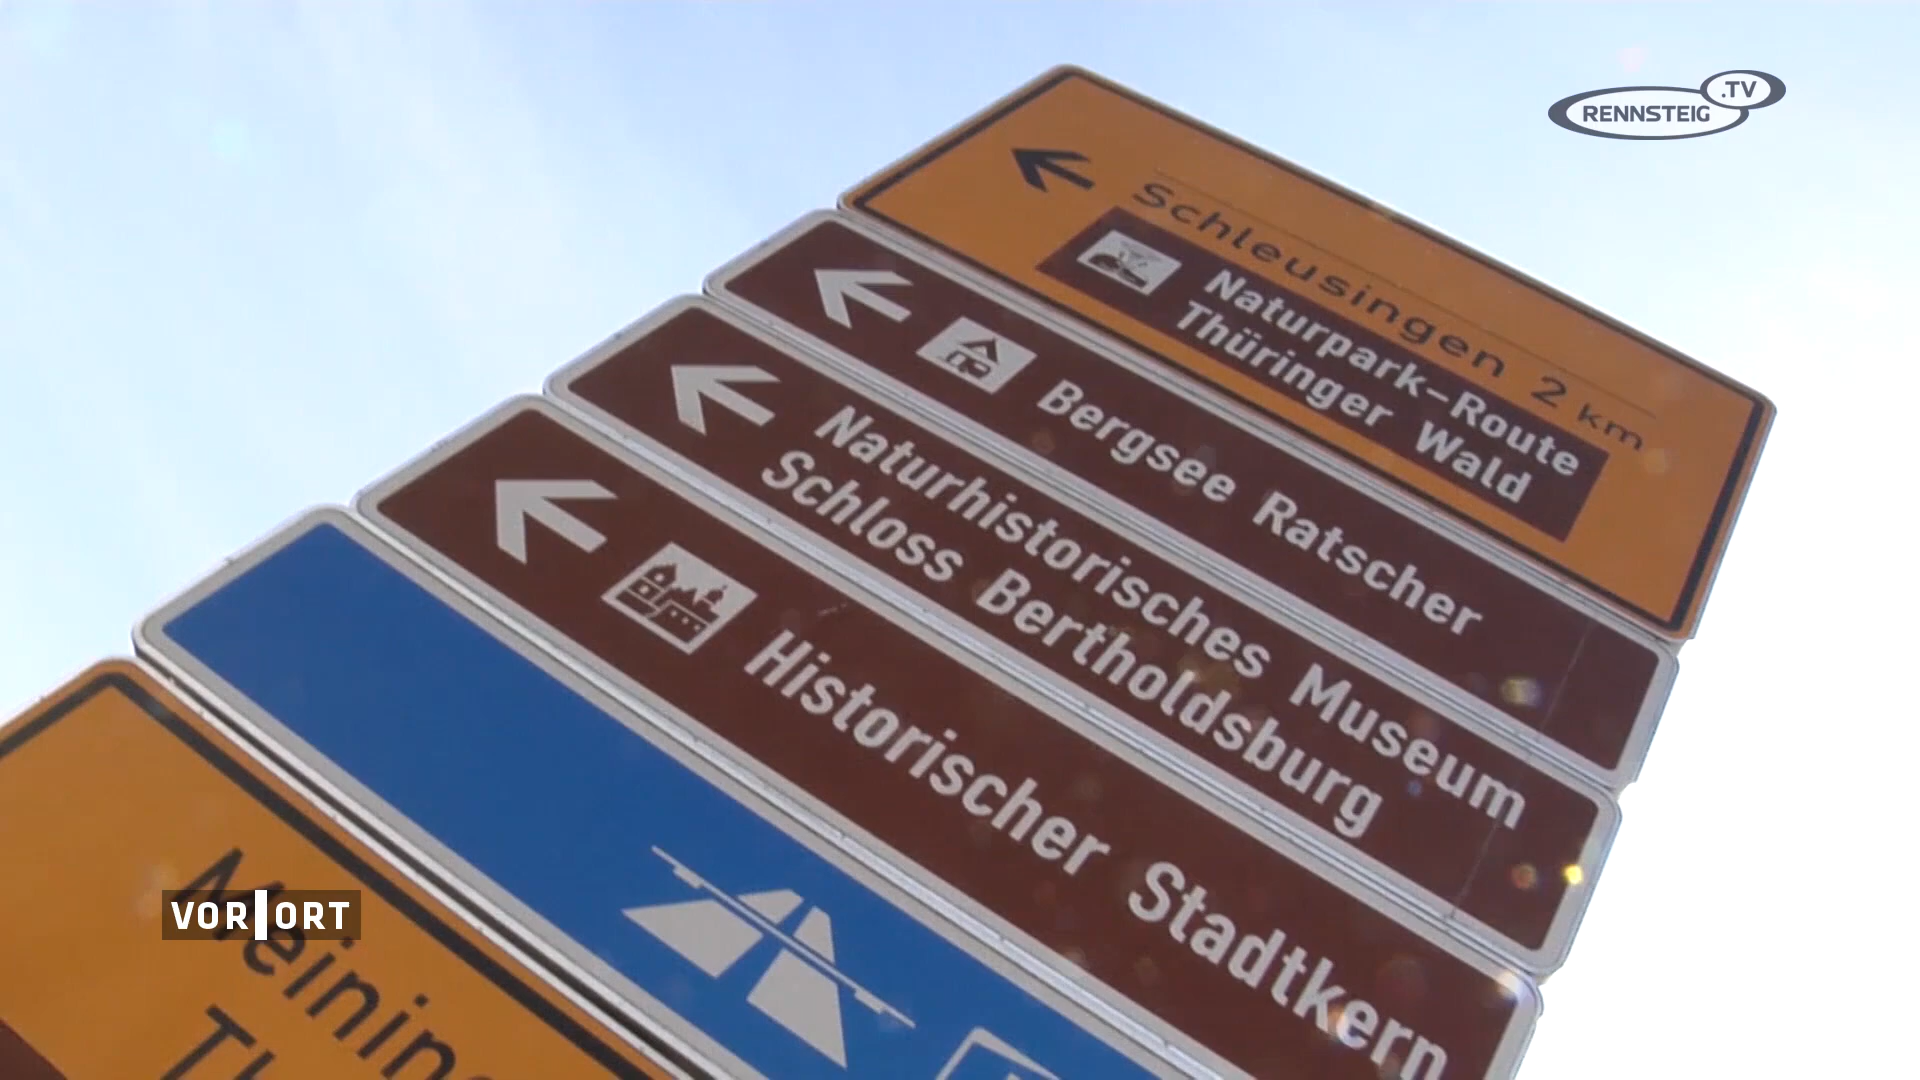 RENNSTEIG .TV
Schleusingen 2 km
Naturpark-Route
Thüringer Wald
Bergsee Ratscher
Naturhistorisches Museum
Schloss Bertholdsburg
Historischer Stadtkern
VOR ORT